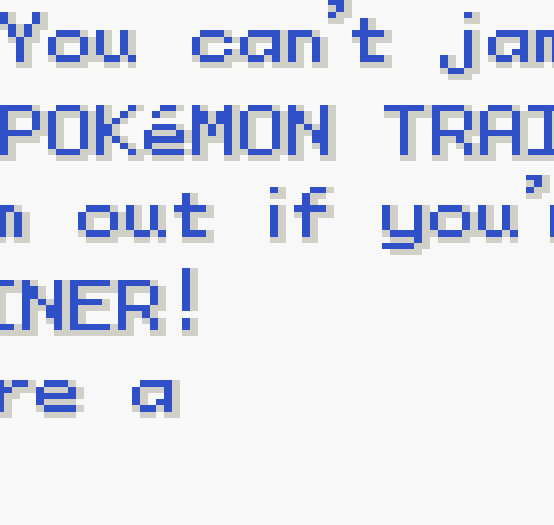 You can't jam
POKéMON TRAI
n out if you'r
INER!
re a